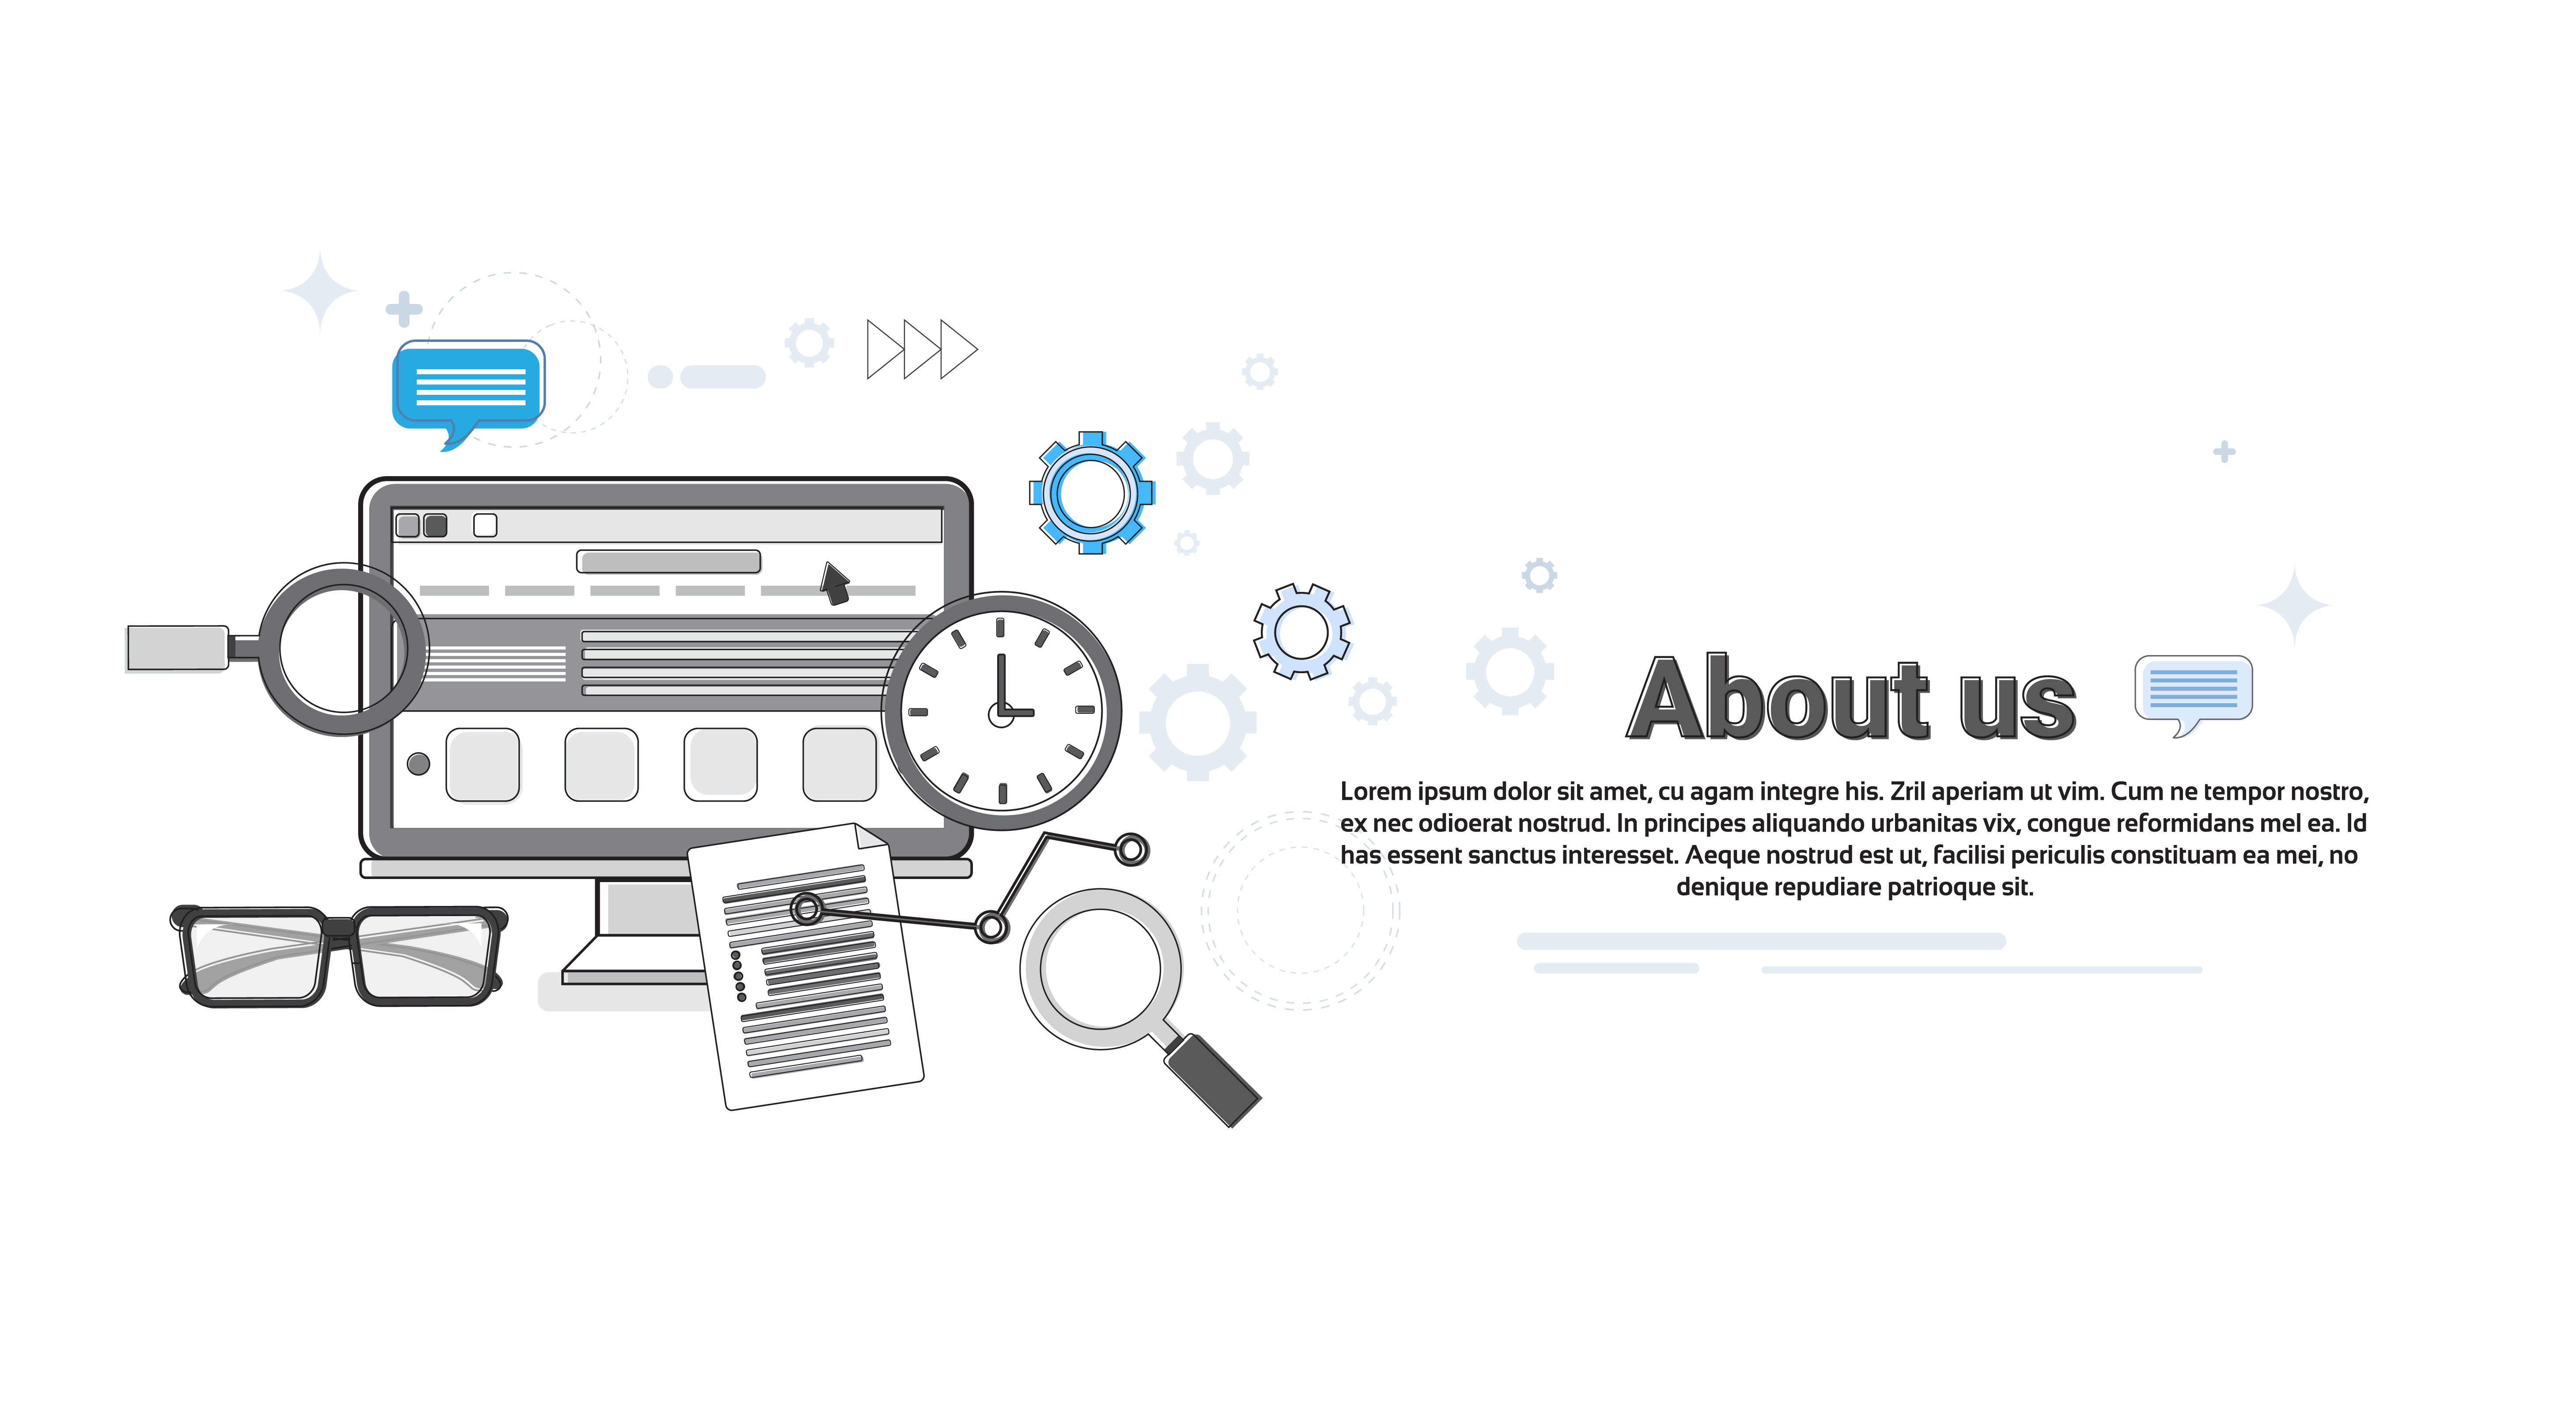 About us
Lorem ipsum dolor sit amet, cu agam integre his. Zril aperiam ut vim. Cum ne tempor nostro,
ex nec odioerat nostrud. In principes aliquando urbanitas vix, congue reformidans mel ea. Id
has essent sanctus interesset. Aeque nostrud est ut, facilisi periculis constituam ea mei, no
denique repudiare patrioque sit.